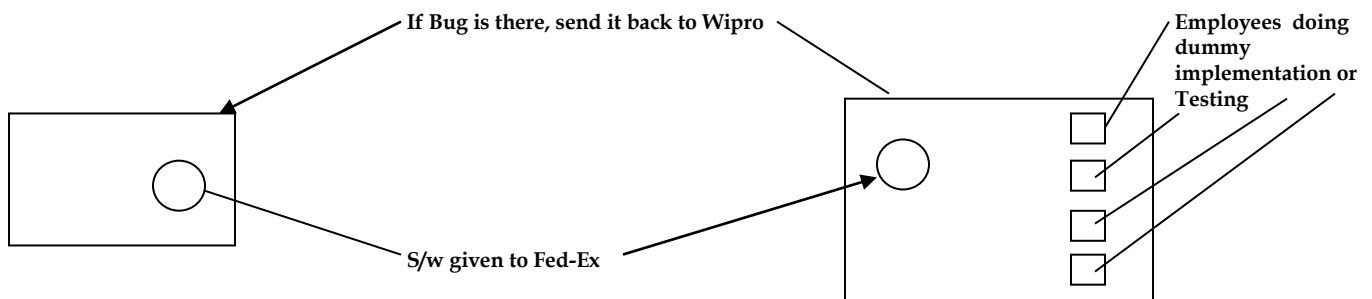 If Bug is there, send it back to Wipro
Employees doing
dummy
implementation or
Testing
S/w given to Fed-Ex